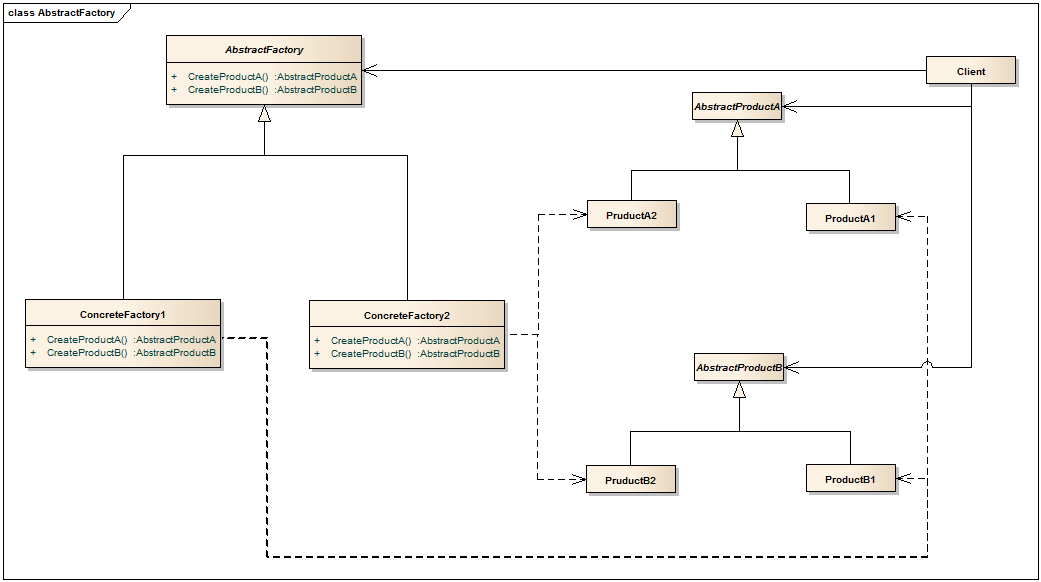 class AbstractFactory
AbstractFactory
+ CreateProductA() :AbstractProductA
+ CreateProductB() :AbstractProductB
Client
AbstractProductA
PruductA2
ProductA1
ConcreteFactory1
+ CreateProductA() :AbstractProductA
+ CreateProductB() :AbstractProductB
ConcreteFactory2
+ CreateProductA() :AbstractProductA
+ CreateProductB() :AbstractProductB
AbstractProductB
PruductB2
ProductB1